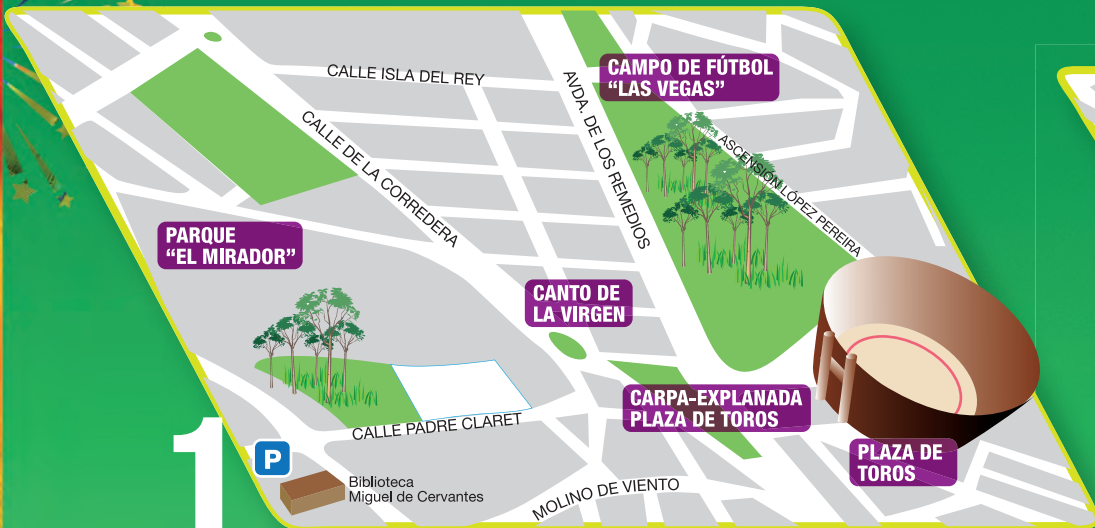 CALLE ISLA DEL REY
CAMPO DE FÚTBOL
“LAS VEGAS”
AVDA. DE LOS REMEDIOS
CALLE DE LA CORREDERA
ASCENSIÓN LÓPEZ PEREIRA
PARQUE
“EL MIRADOR”
CANTO DE
LA VIRGEN
CARPA-EXPLANADA
PLAZA DE TOROS
CALLE PADRE CLARET
PLAZA DE
TOROS
1
P
Biblioteca
Miguel de Cervantes
MOLINO DE VIENTO